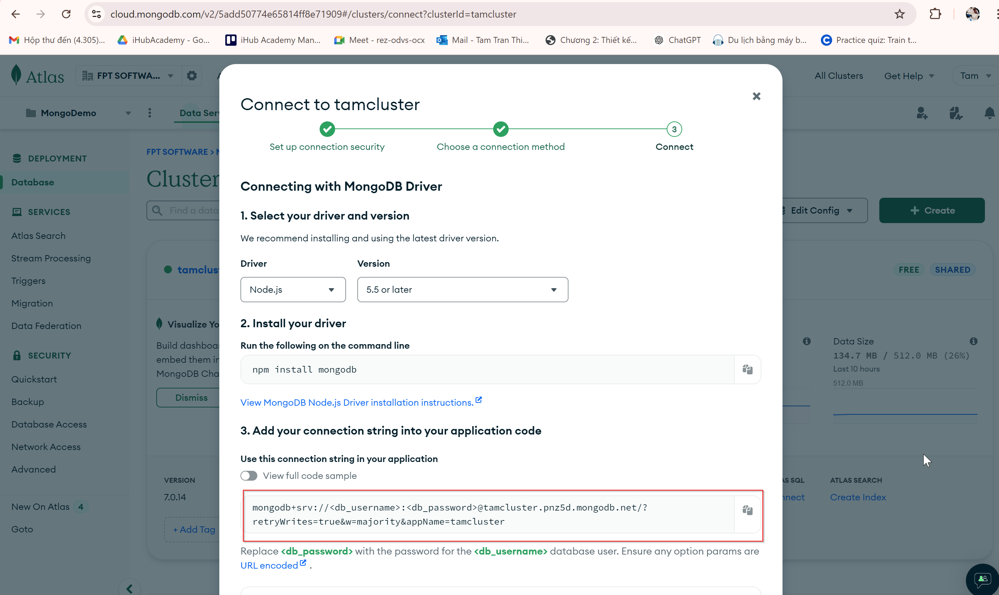 cloud.mongodb.com/v2/5add50774e65814ff8e71909#/clusters/connect?clusterId=tamcluster
Hộp thư đến (4.305)... iHubAcademy - Go... iHub Academy Man... Meet - rez-odvs-ocx Mail - Tam Tran Thi... Chương 2: Thiết kế... ChatGPT Du lịch bằng máy b... Practice quiz: Train t...
Atlas FPT SOFTWA... All Clusters Get Help Tam
MongoDemo Data Serv
Connect to tamcluster
3
Set up connection security Choose a connection method Connect
DEPLOYMENT
Database
SERVICES
Atlas Search
Stream Processing
Triggers
Migration
Data Federation
SECURITY
Quickstart
Backup
Database Access
Network Access
Advanced
New On Atlas 4
Goto
FPT SOFTWARE >
Cluster
Find a data
tamclust
Visualize Yo
Build dashboar
embed them in
MongoDB Cha
Dismiss
VERSION
7.0.14
+ Add Tag
Connecting with MongoDB Driver
1. Select your driver and version
We recommend installing and using the latest driver version.
Driver Version
Node.js 5.5 or later
2. Install your driver
Run the following on the command line
npm install mongodb
View MongoDB Node.js Driver installation instructions.
3. Add your connection string into your application code
Use this connection string in your application
View full code sample
mongodb+srv://<db_username>:<db_password>@tamcluster.pnz5d.mongodb.net/?
retryWrites=true&w=majority&appName=tamcluster
Replace <db_password> with the password for the <db_username> database user. Ensure any option params are
URL encoded .
Edit Config + Create
FREE SHARED
Data Size
134.7 MB / 512.0 MB (26%)
Last 10 hours
512.0 MB
AS SQL ATLAS SEARCH
nnect Create Index